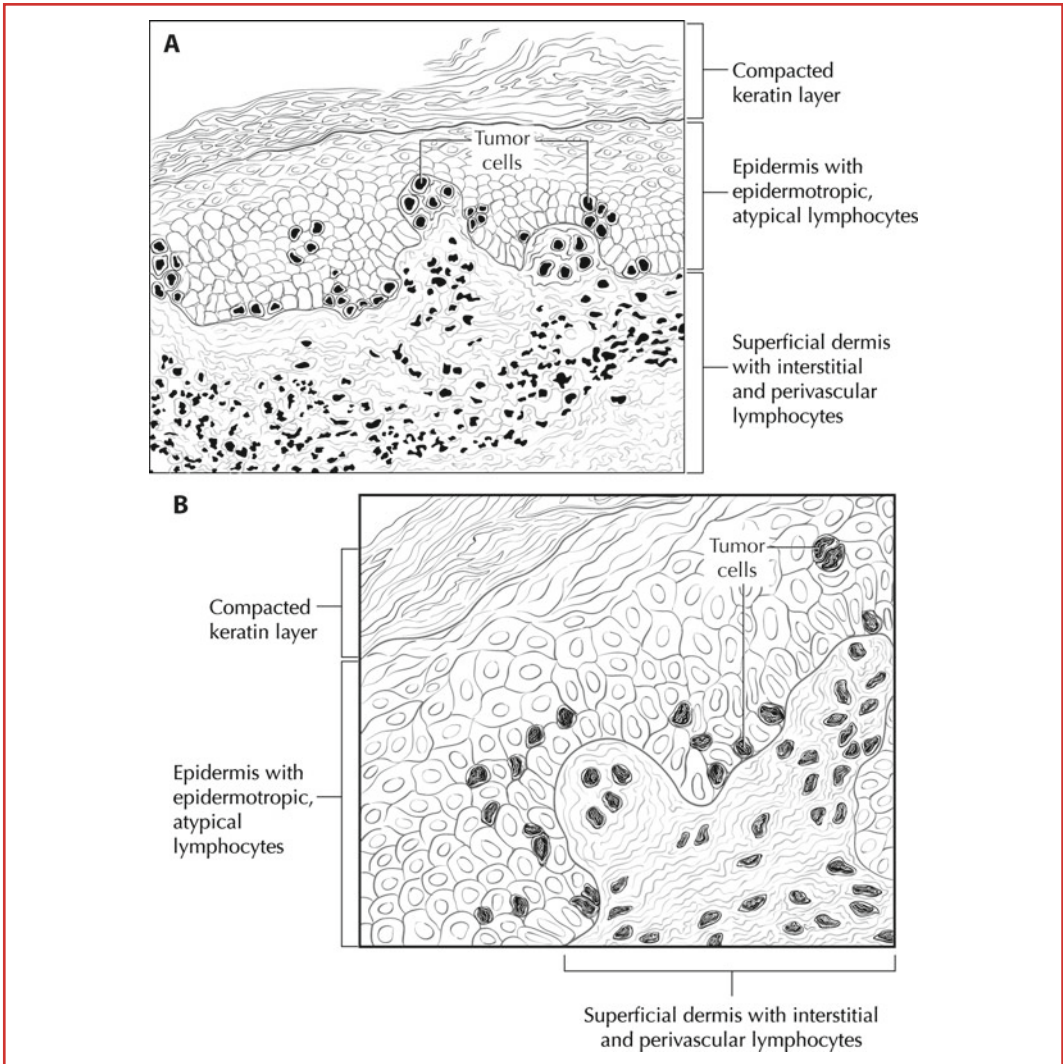 A
Compacted
keratin layer
Tumor
cells
Epidermis with
epidermotropic,
atypical lymphocytes
Superficial dermis
with interstitial
and perivascular
lymphocytes
B
Tumor
cells
Compacted
keratin layer
Epidermis with
epidermotropic,
atypical
lymphocytes
Superficial dermis with interstitial
and perivascular lymphocytes